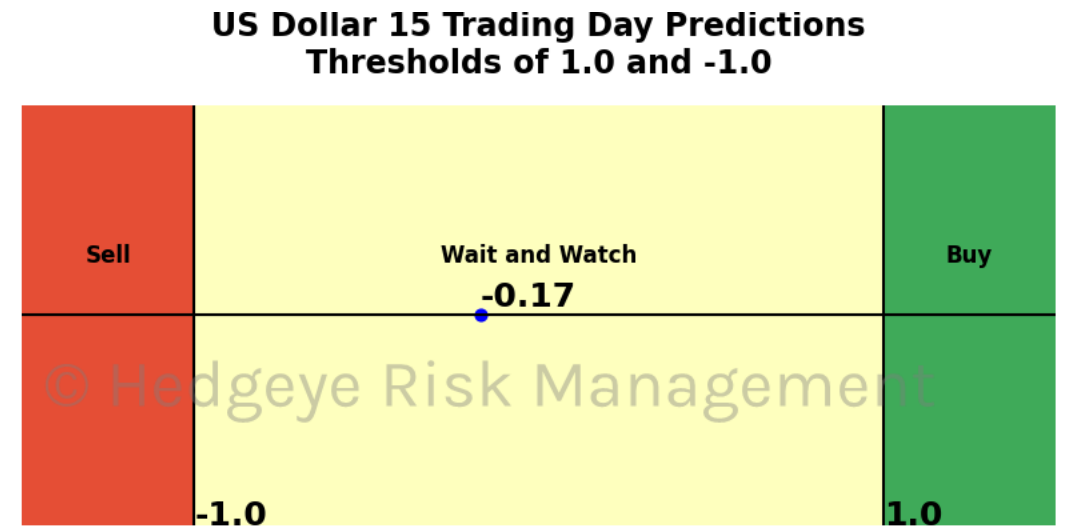 US Dollar 15 Trading Day Predictions
Thresholds of 1.0 and -1.0
Sell
Wait and Watch
Buy
-0.17
© Hedgeye Risk Management
-1.0
1.0